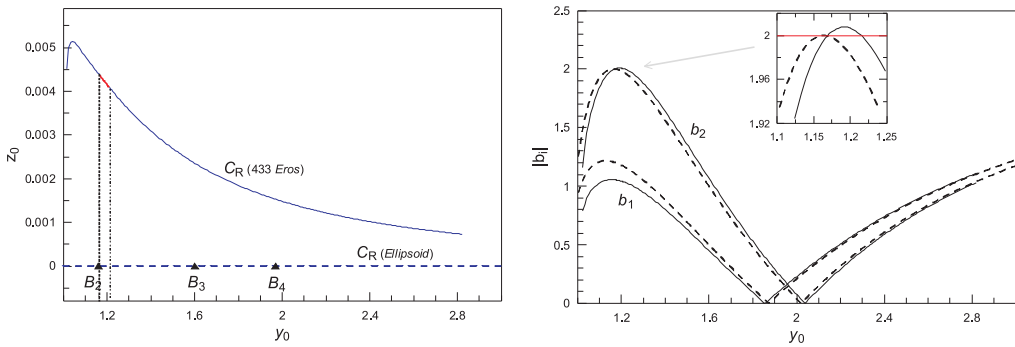 0.005
0.004
0.003
0.002
0.001
0
z₀
C_R (433 Eros)
C_R (Ellipsoid)
B₂
B₃
B₄
1.2
1.6
2
2.4
2.8
y₀
2.5
2
1.5
1
0.5
0
|bᵢ|
b₂
b₁
2
1.96
1.92
1.1
1.15
1.2
1.25
1.2
1.6
2
2.4
2.8
y₀